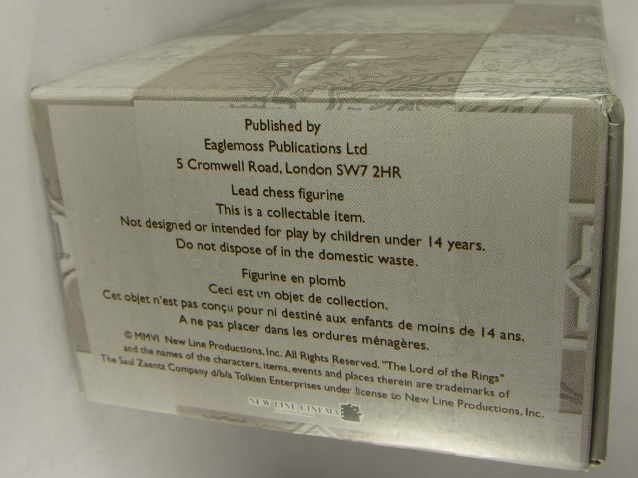 Published by
Eaglemoss Publications Ltd
5 Cromwell Road, London SW7 2HR
Lead chess figurine
This is a collectable item.
Not designed or intended for play by children under 14 years.
Do not dispose of in the domestic waste.
Figurine en plomb
Ceci est un objet de collection.
Cet objet n'est pas conçu pour ni destiné aux enfants de moins de 14 ans.
A ne pas placer dans les ordures ménagères.
© MMVI New Line Productions, Inc. All Rights Reserved. "The Lord of the Rings"
and the names of the characters, items, events and places therein are trademarks of
The Saul Zaentz Company d/b/a Tolkien Enterprises under license to New Line Productions, Inc.
NEW LINE CINEMA